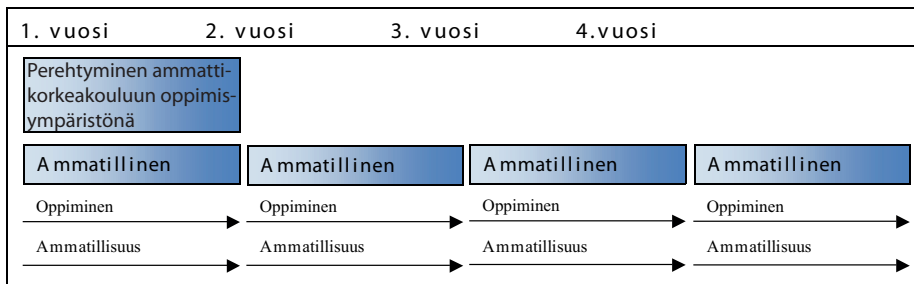 1. vuosi 2. vuosi 3. vuosi 4.vuosi
Perehtyminen ammatti-
korkeakouluun oppimis-
ympäristönä
Ammatillinen Ammatillinen Ammatillinen Ammatillinen
Oppiminen Oppiminen Oppiminen Oppiminen
Ammatillisuus Ammatillisuus Ammatillisuus Ammatillisuus